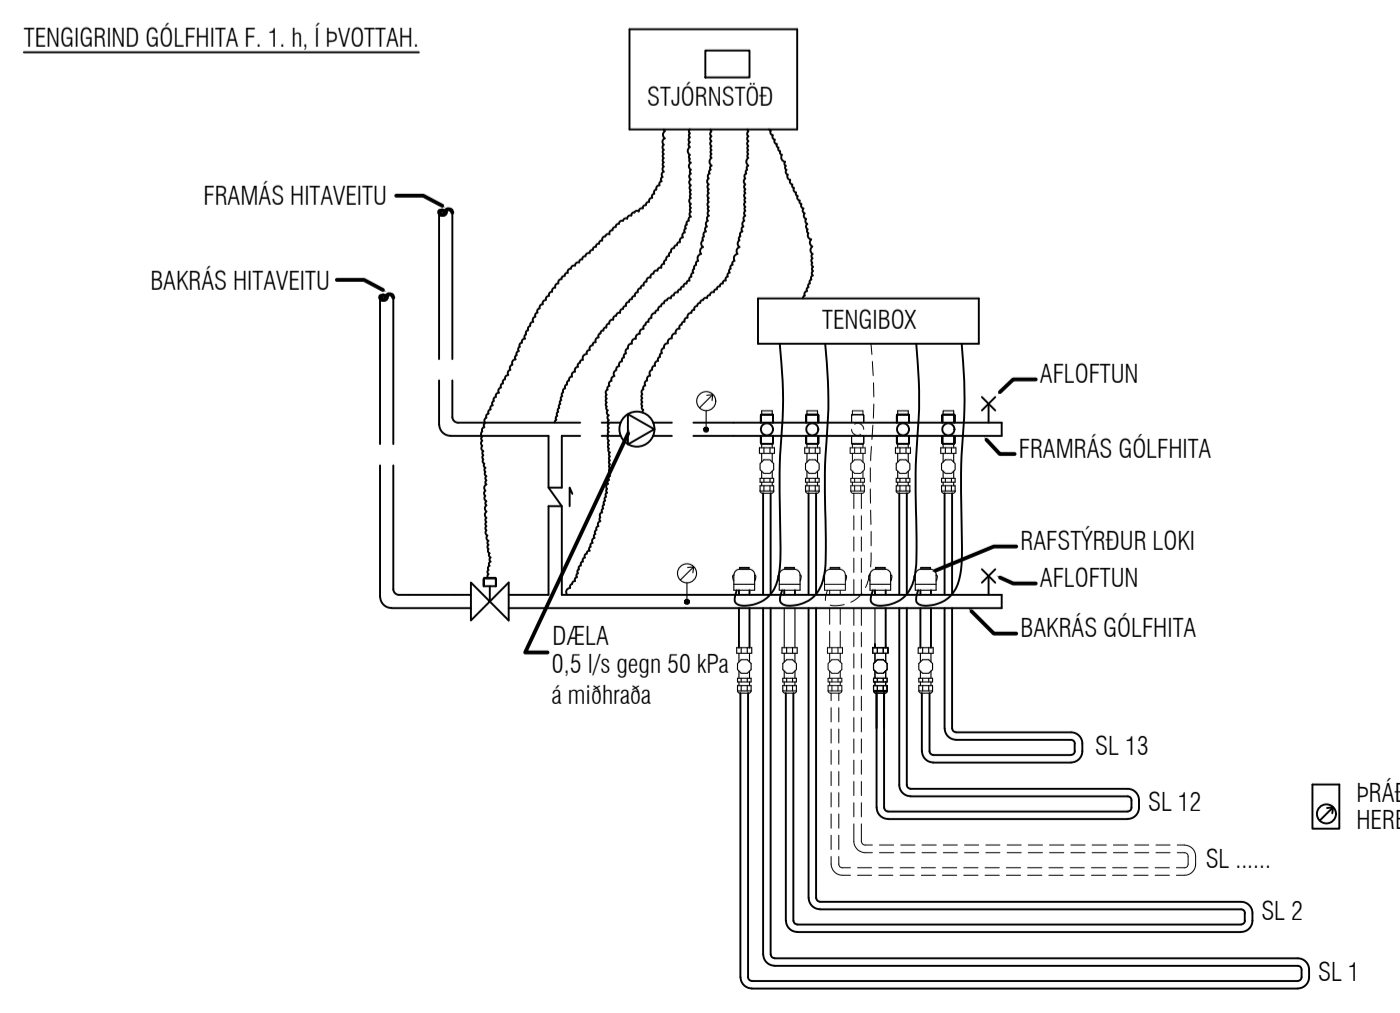 TENGIGRIND GÓLFHITA F. 1. h, Í ÞVOTTAH.
STJÓRNSTÖÐ
FRAMÁS HITAVEITU
BAKRÁS HITAVEITU
TENGIBOX
AFLOFTUN
FRAMRÁS GÓLFHITA
RAFSTÝRÐUR LOKI
AFLOFTUN
BAKRÁS GÓLFHITA
DÆLA
0,5 l/s gegn 50 kPa
á miðhraða
SL 13
SL 12
SL ......
SL 2
SL 1